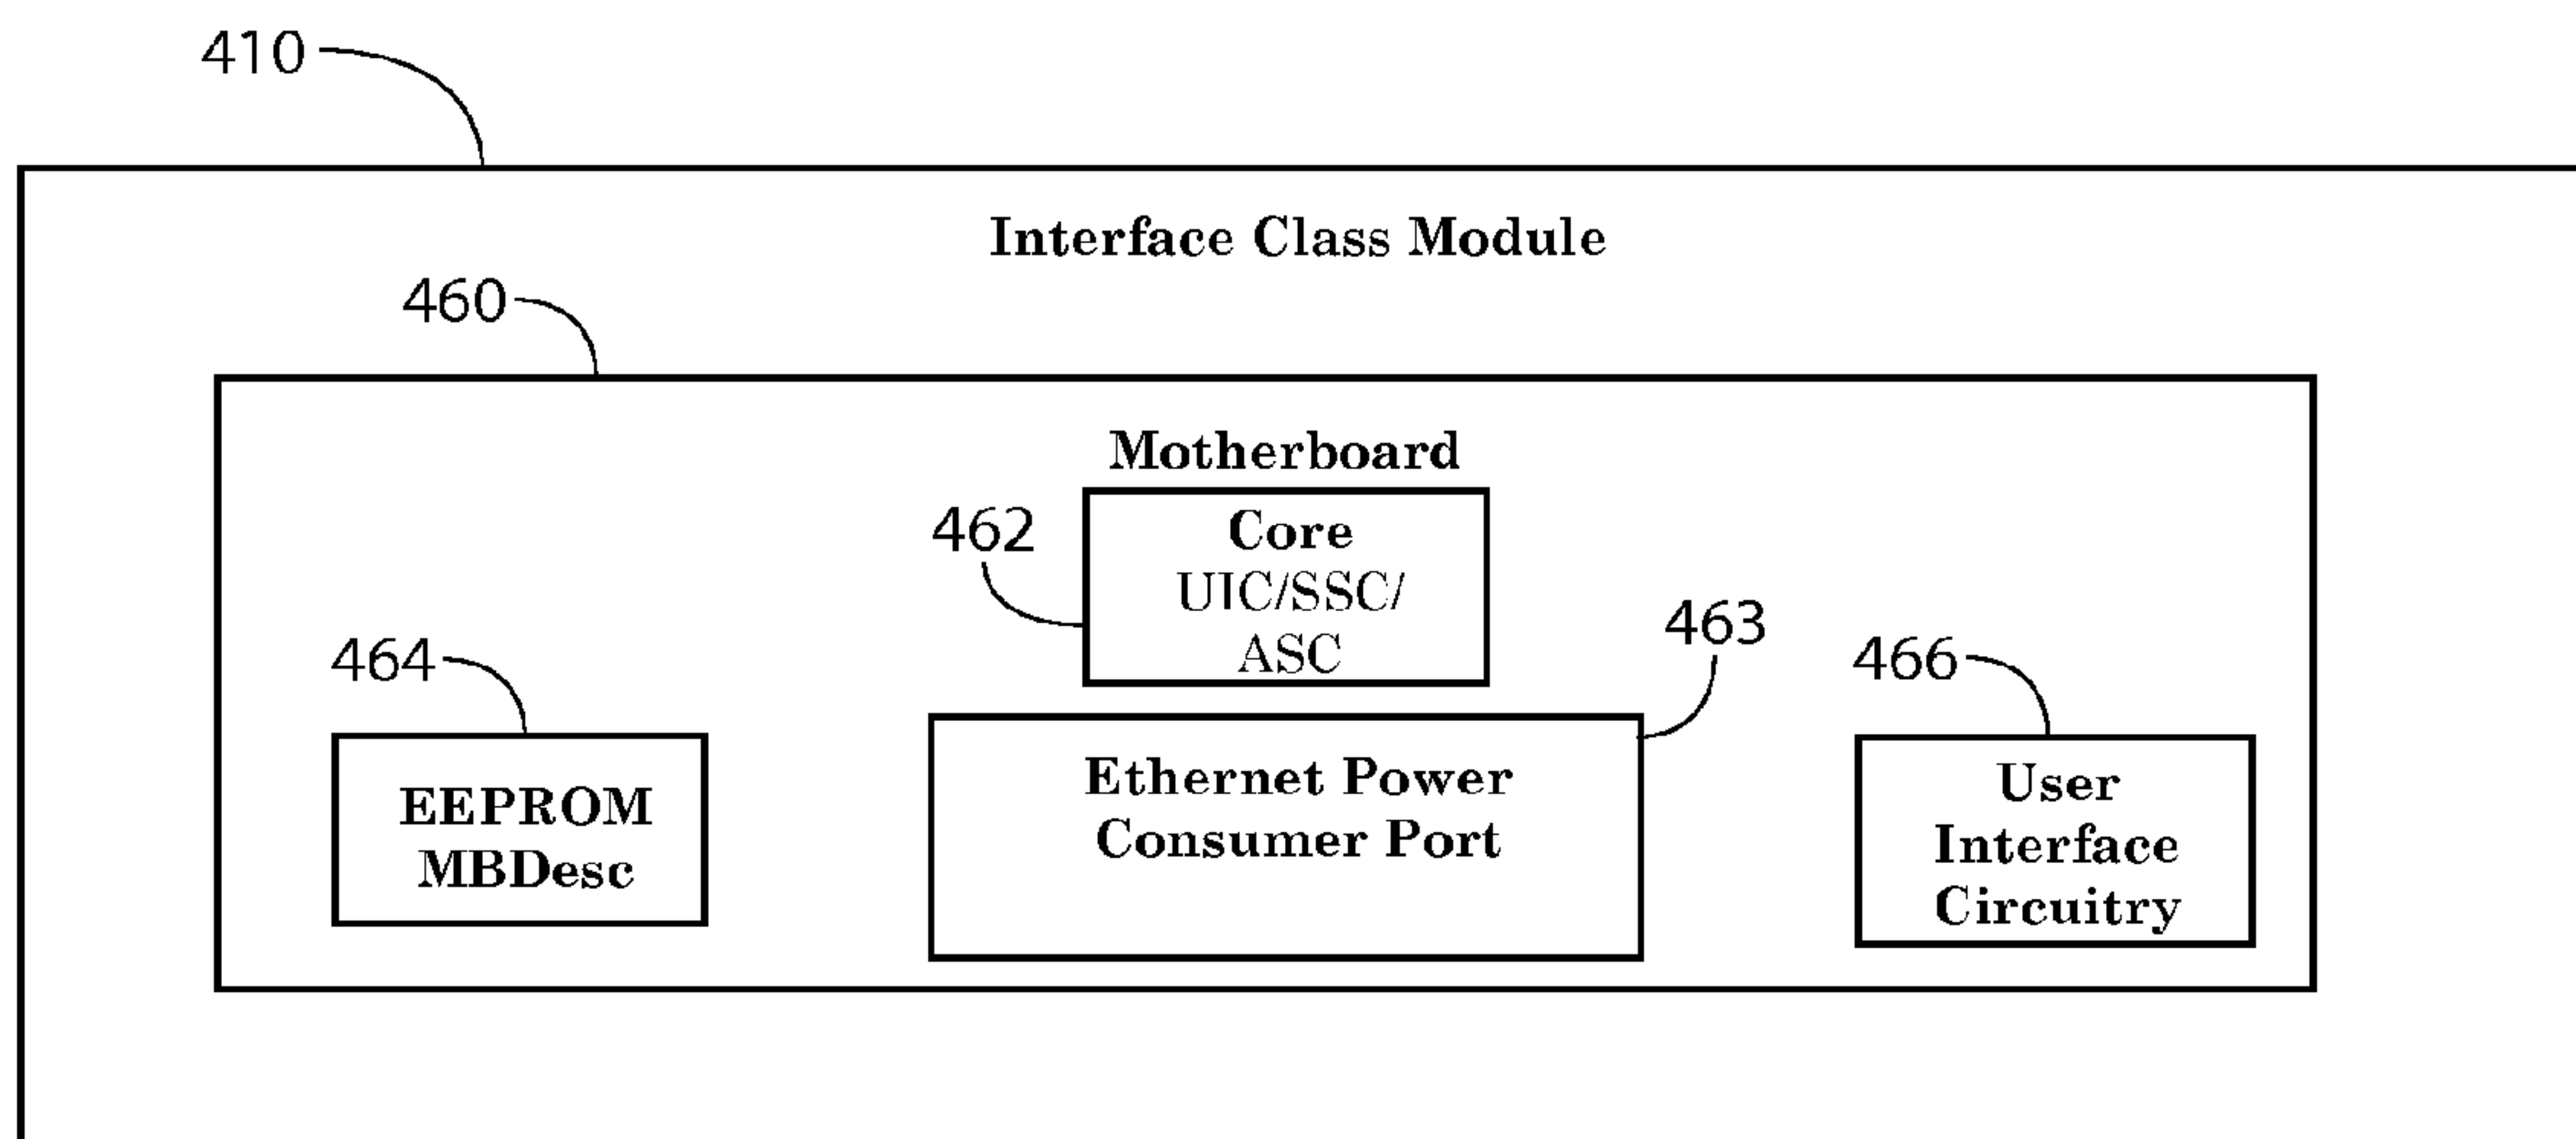 410
Interface Class Module
460
Motherboard
462
Core
UIC/SSC/
ASC
463
464
466
EEPROM
MBDesc
Ethernet Power
Consumer Port
User
Interface
Circuitry